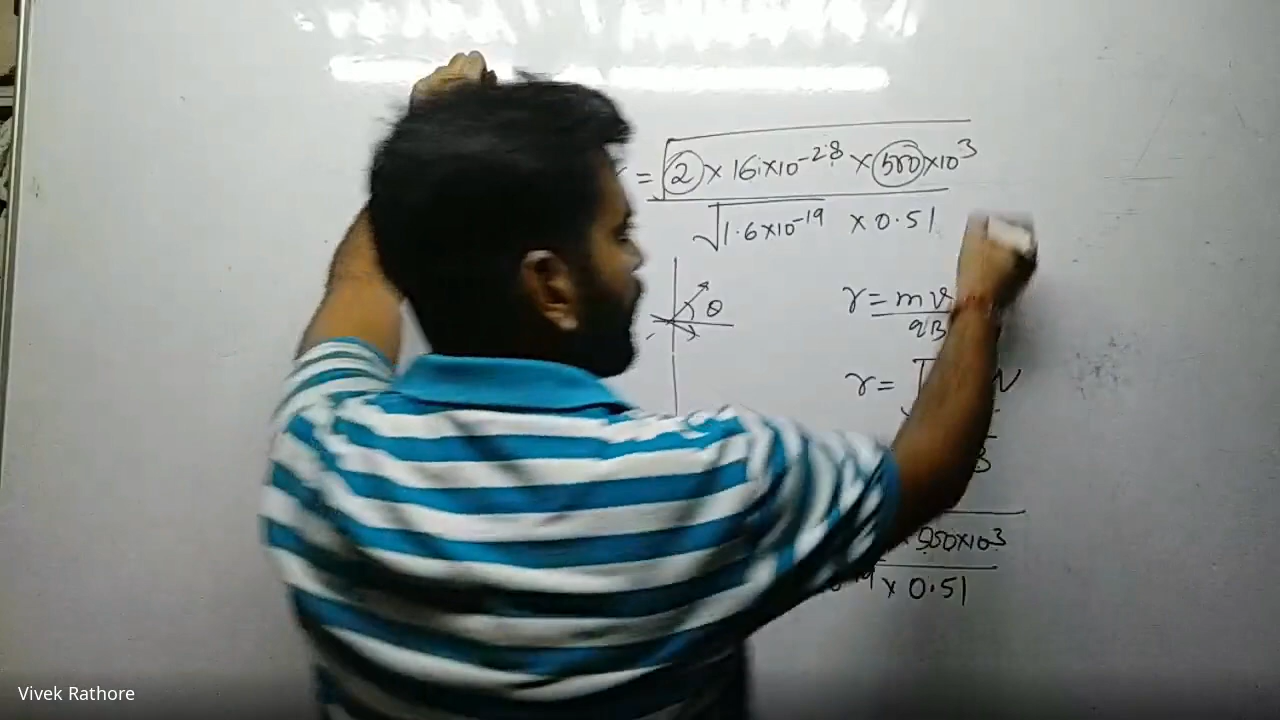 = √2 × 16 × 10⁻²⁸ × 500 × 10³
√1.6 × 10⁻¹⁹ × 0.51
θ
r = mv
qB
r =
B
500 × 10³
× 0.51
Vivek Rathore